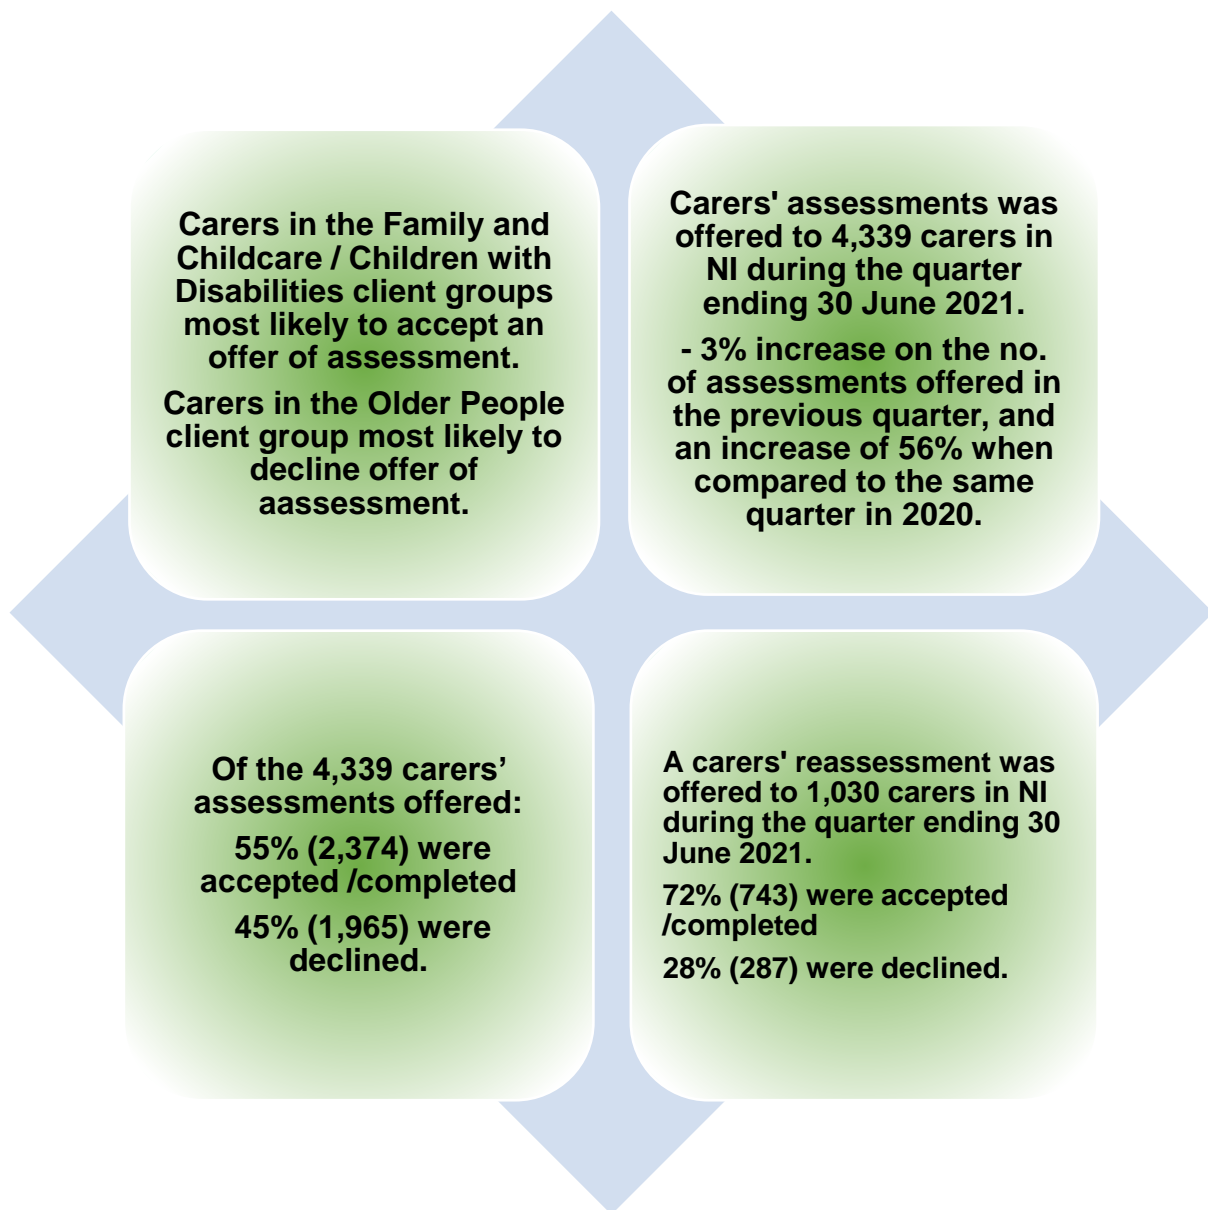 Carers in the Family and
Childcare / Children with
Disabilities client groups
most likely to accept an
offer of assessment.
Carers in the Older People
client group most likely to
decline offer of
aassessment.
Carers' assessments was
offered to 4,339 carers in
NI during the quarter
ending 30 June 2021.
- 3% increase on the no.
of assessments offered in
the previous quarter, and
an increase of 56% when
compared to the same
quarter in 2020.
Of the 4,339 carers’
assessments offered:
55% (2,374) were
accepted /completed
45% (1,965) were
declined.
A carers' reassessment was
offered to 1,030 carers in NI
during the quarter ending 30
June 2021.
72% (743) were accepted
/completed
28% (287) were declined.